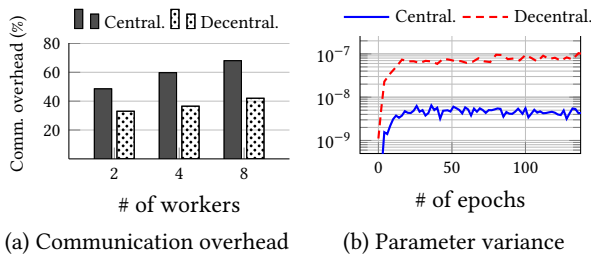 Central. Decentral.
Comm. overhead (%)
80
60
40
20
2 4 8
# of workers
(a) Communication overhead
Central. Decentral.
10⁻⁷
10⁻⁸
10⁻⁹
0 50 100
# of epochs
(b) Parameter variance